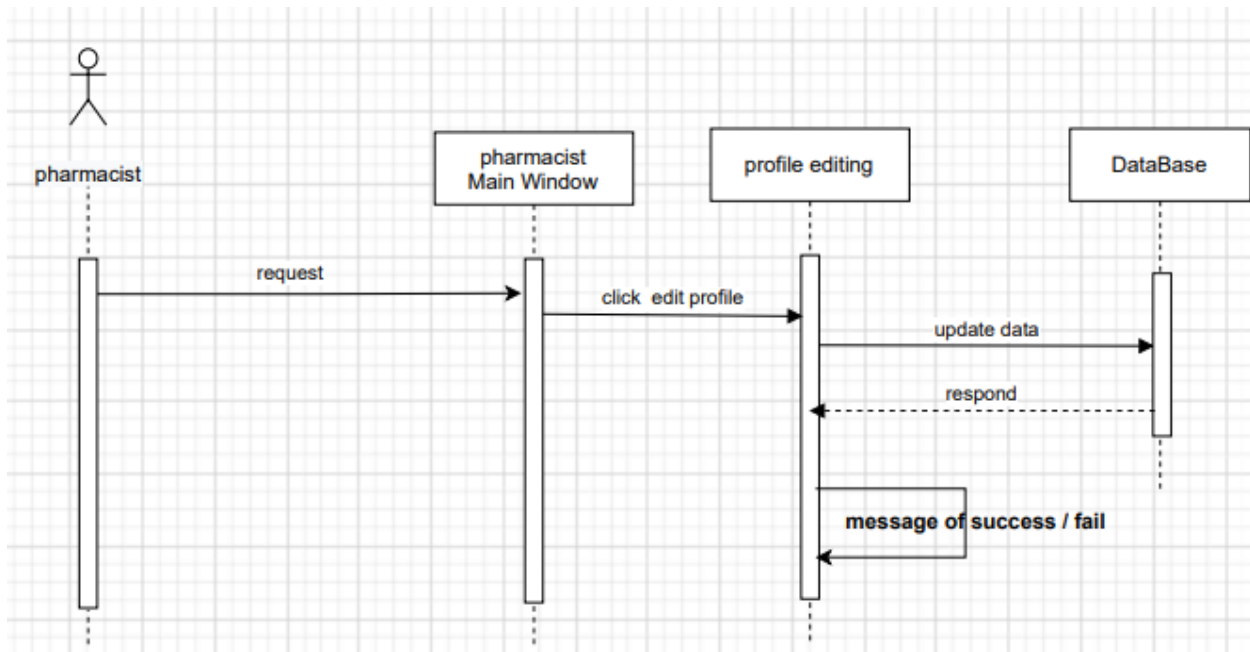 pharmacist
pharmacist
Main Window
profile editing
DataBase
request
click edit profile
update data
respond
message of success / fail